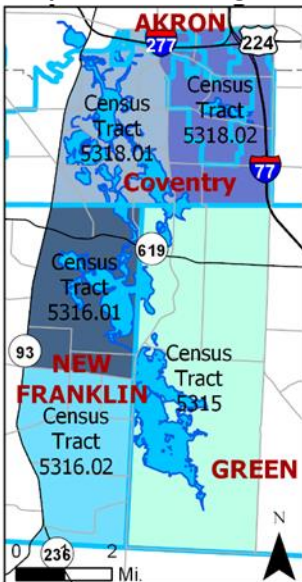 AKRON
277
224
Census
Tract
5318.01
Census
Tract
5318.02
77
Coventry
619
Census
Tract
5316.01
93
NEW
FRANKLIN
Census
Tract
5315
Census
Tract
5316.02
GREEN
N
236
0 2
Mi.